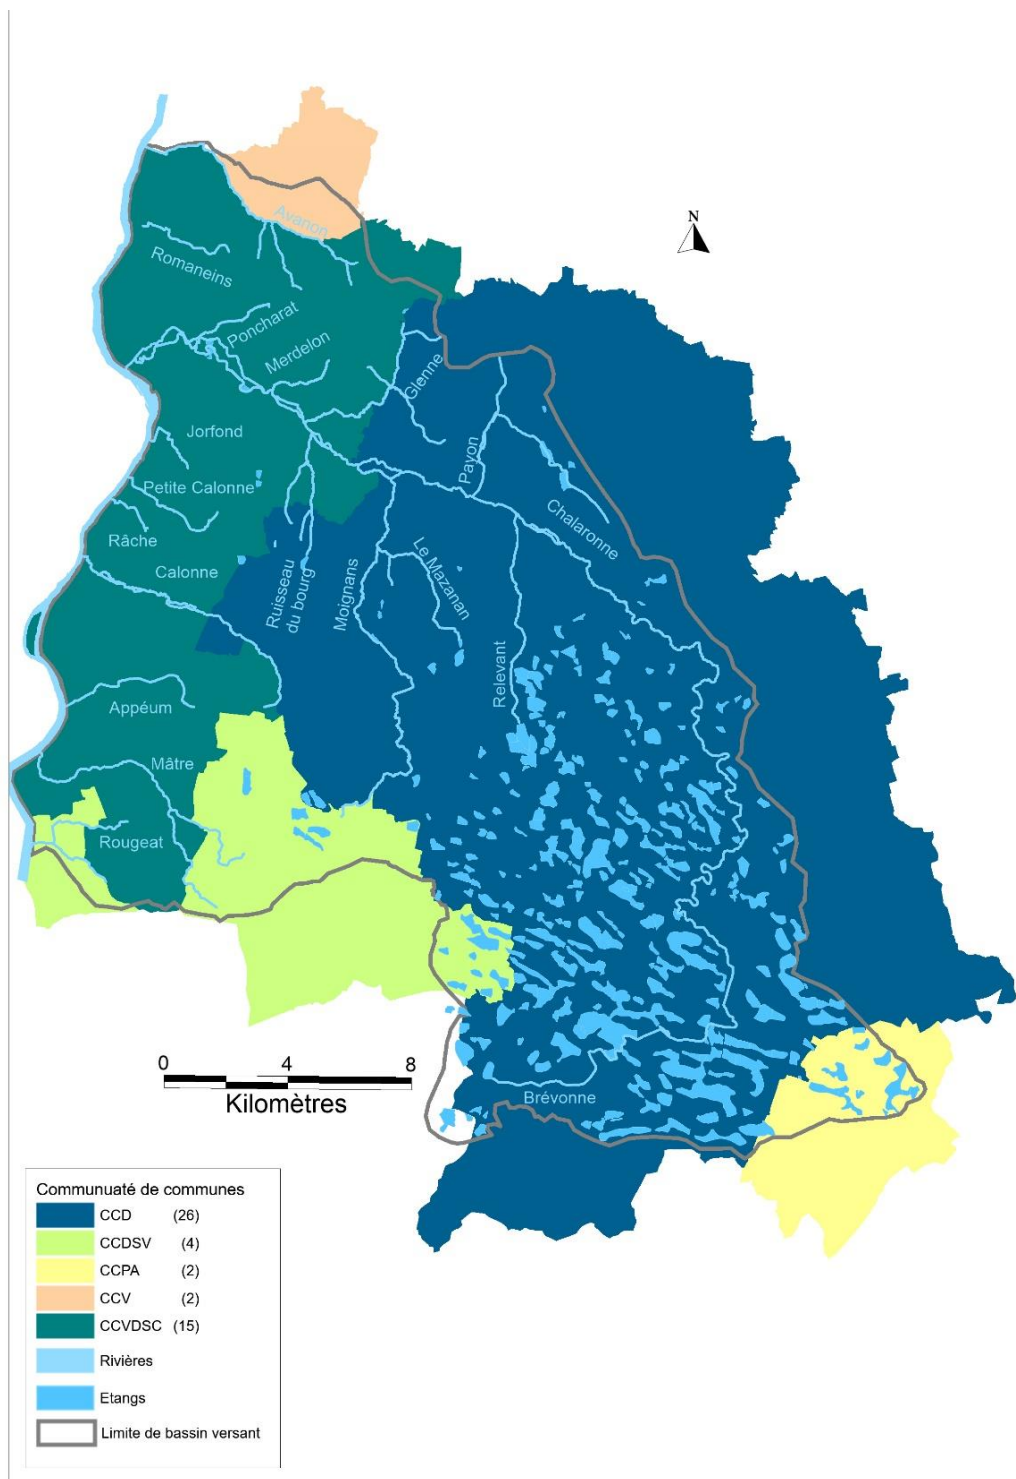 N
Avanon
Romaneins
Poncharat
Merdelon
Glenne
Jorfond
Payon
Petite Calonne
Chalaronne
Râche
Calonne
Ruisseau
du bourg
Moignans
Le Mazanan
Relevant
Appéum
Mâtre
Rougeat
0 4 8
Kilomètres
Brévonne
Communuaté de communes
CCD (26)
CCDSV (4)
CCPA (2)
CCV (2)
CCVDSC (15)
Rivières
Etangs
Limite de bassin versant